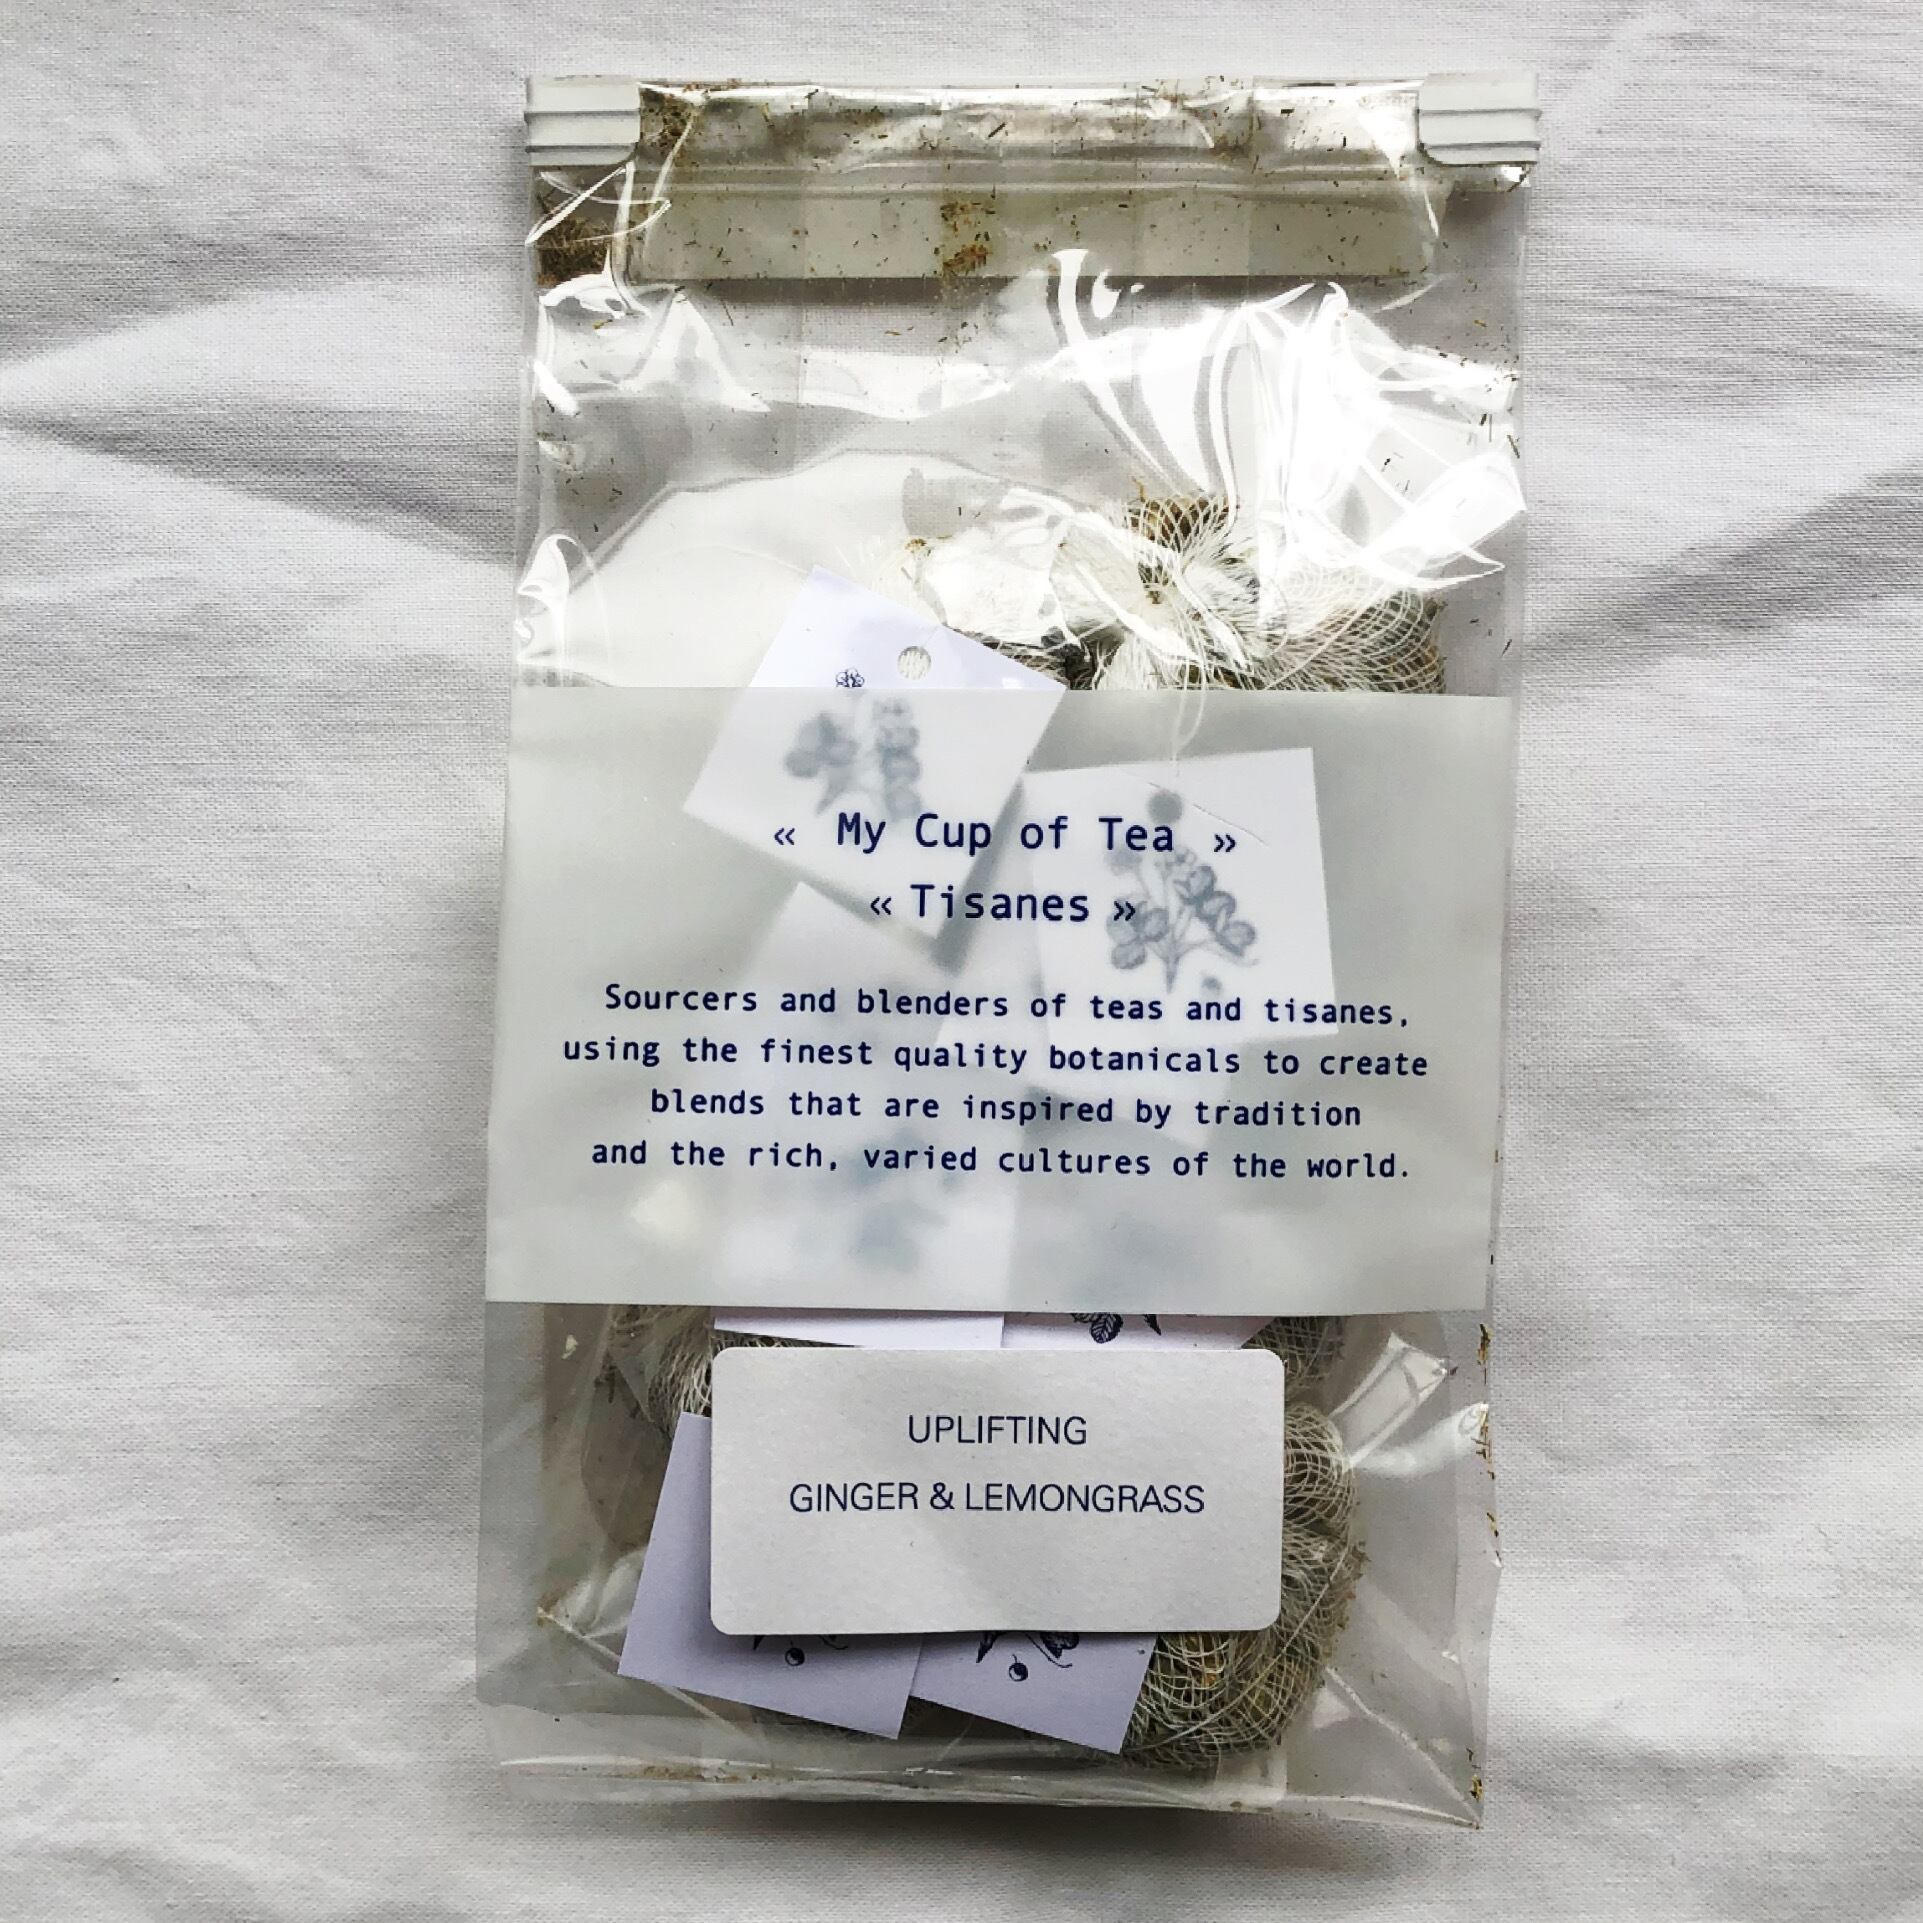 « My Cup of Tea »
« Tisanes »
Sourcers and blenders of teas and tisanes,
using the finest quality botanicals to create
blends that are inspired by tradition
and the rich, varied cultures of the world.
UPLIFTING
GINGER & LEMONGRASS